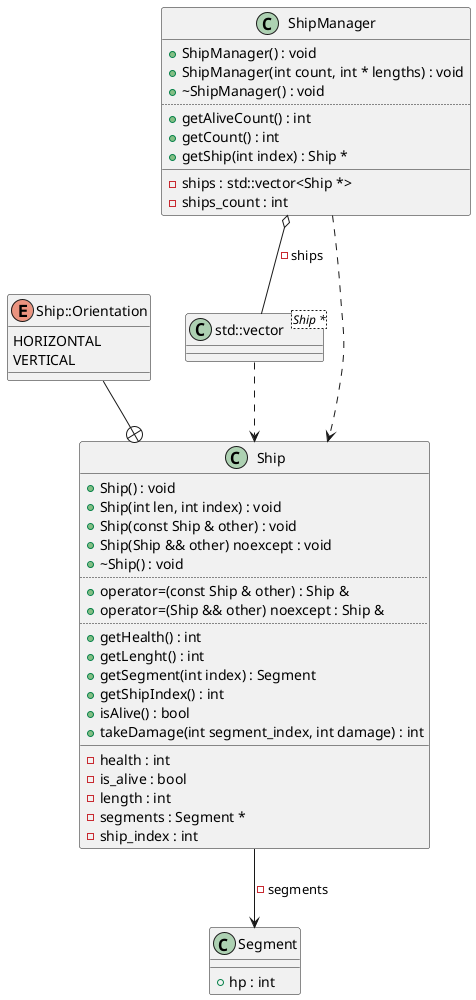 C ShipManager
ShipManager() : void
ShipManager(int count, int * lengths) : void
~ShipManager() : void
getAliveCount() : int
getCount() : int
getShip(int index) : Ship *
ships : std::vector<Ship *>
ships_count : int
ships
E Ship::Orientation
HORIZONTAL
VERTICAL
C std::vector
Ship *
C Ship
Ship() : void
Ship(int len, int index) : void
Ship(const Ship & other) : void
Ship(Ship && other) noexcept : void
~Ship() : void
operator=(const Ship & other) : Ship &
operator=(Ship && other) noexcept : Ship &
getHealth() : int
getLenght() : int
getSegment(int index) : Segment
getShipIndex() : int
isAlive() : bool
takeDamage(int segment_index, int damage) : int
health : int
is_alive : bool
length : int
segments : Segment *
ship_index : int
segments
C Segment
hp : int